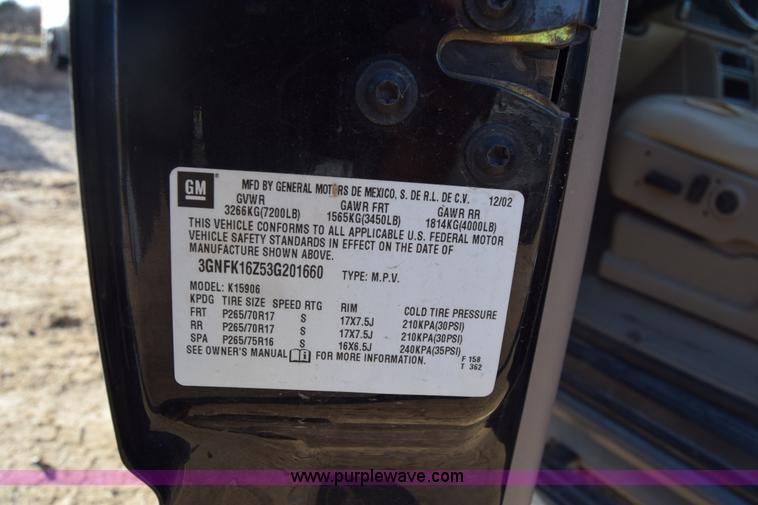 GM
MFD BY GENERAL MOTORS DE MEXICO, S. DE R.L. DE C.V. 12/02
GVWR GAWR FRT GAWR RR
3266KG(7200LB) 1565KG(3450LB) 1814KG(4000LB)
THIS VEHICLE CONFORMS TO ALL APPLICABLE U.S. FEDERAL MOTOR
VEHICLE SAFETY STANDARDS IN EFFECT ON THE DATE OF
MANUFACTURE SHOWN ABOVE.
3GNFK16Z53G201660 TYPE: M.P.V.
MODEL: K15906
KPDG TIRE SIZE SPEED RTG RIM COLD TIRE PRESSURE
FRT P265/70R17 S 17X7.5J 210KPA(30PSI)
RR P265/70R17 S 17X7.5J 210KPA(30PSI)
SPA P265/75R16 S 16X6.5J 240KPA(35PSI)
SEE OWNER'S MANUAL FOR MORE INFORMATION.
F 158
T 362
www.purplewave.com